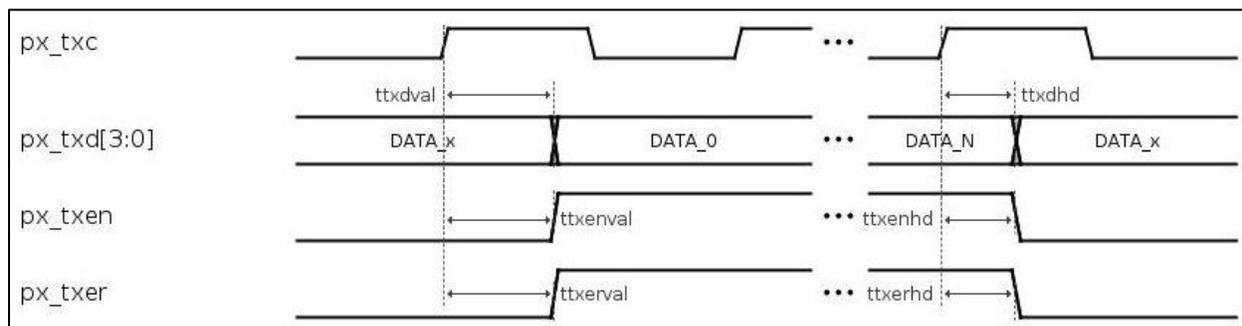 px_txc •••
ttxdval ttxdhd
px_txd[3:0] DATA_x DATA_0 ••• DATA_N DATA_x
px_txen ttxenval ••• ttxenhd
px_txer ttxerval ••• ttxerhd